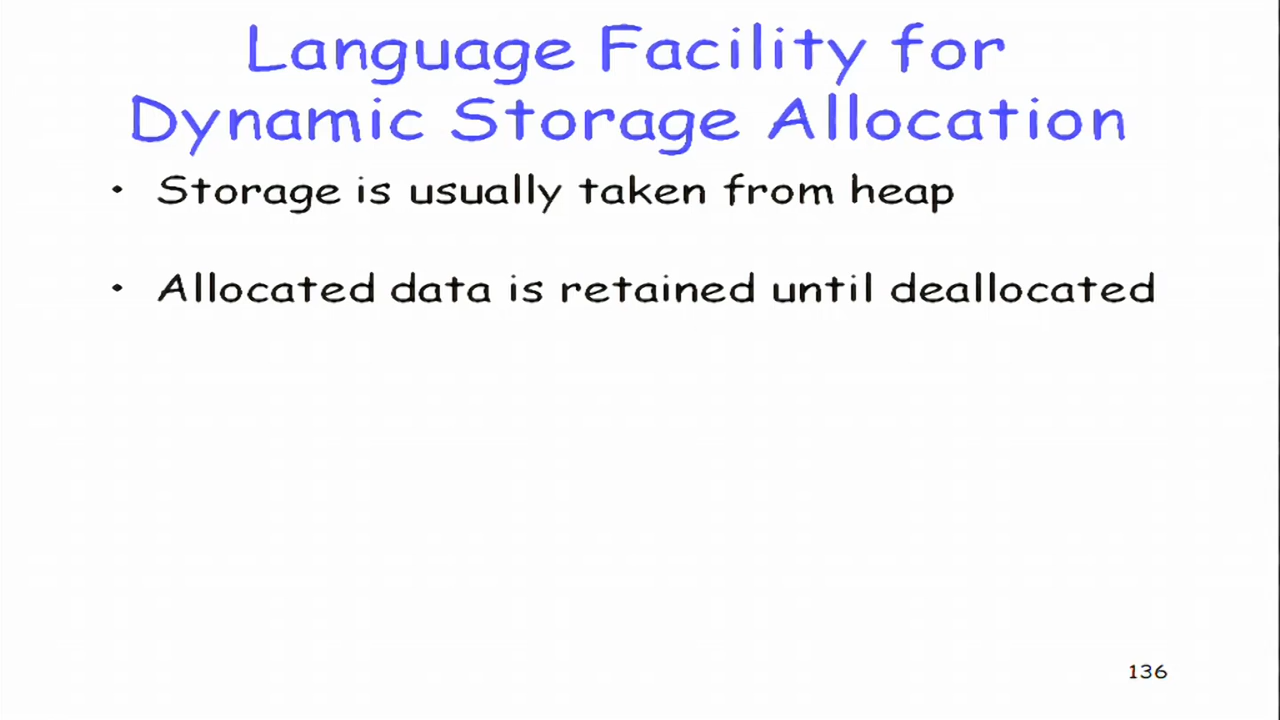 Language Facility for
Dynamic Storage Allocation
• Storage is usually taken from heap
• Allocated data is retained until deallocated
136